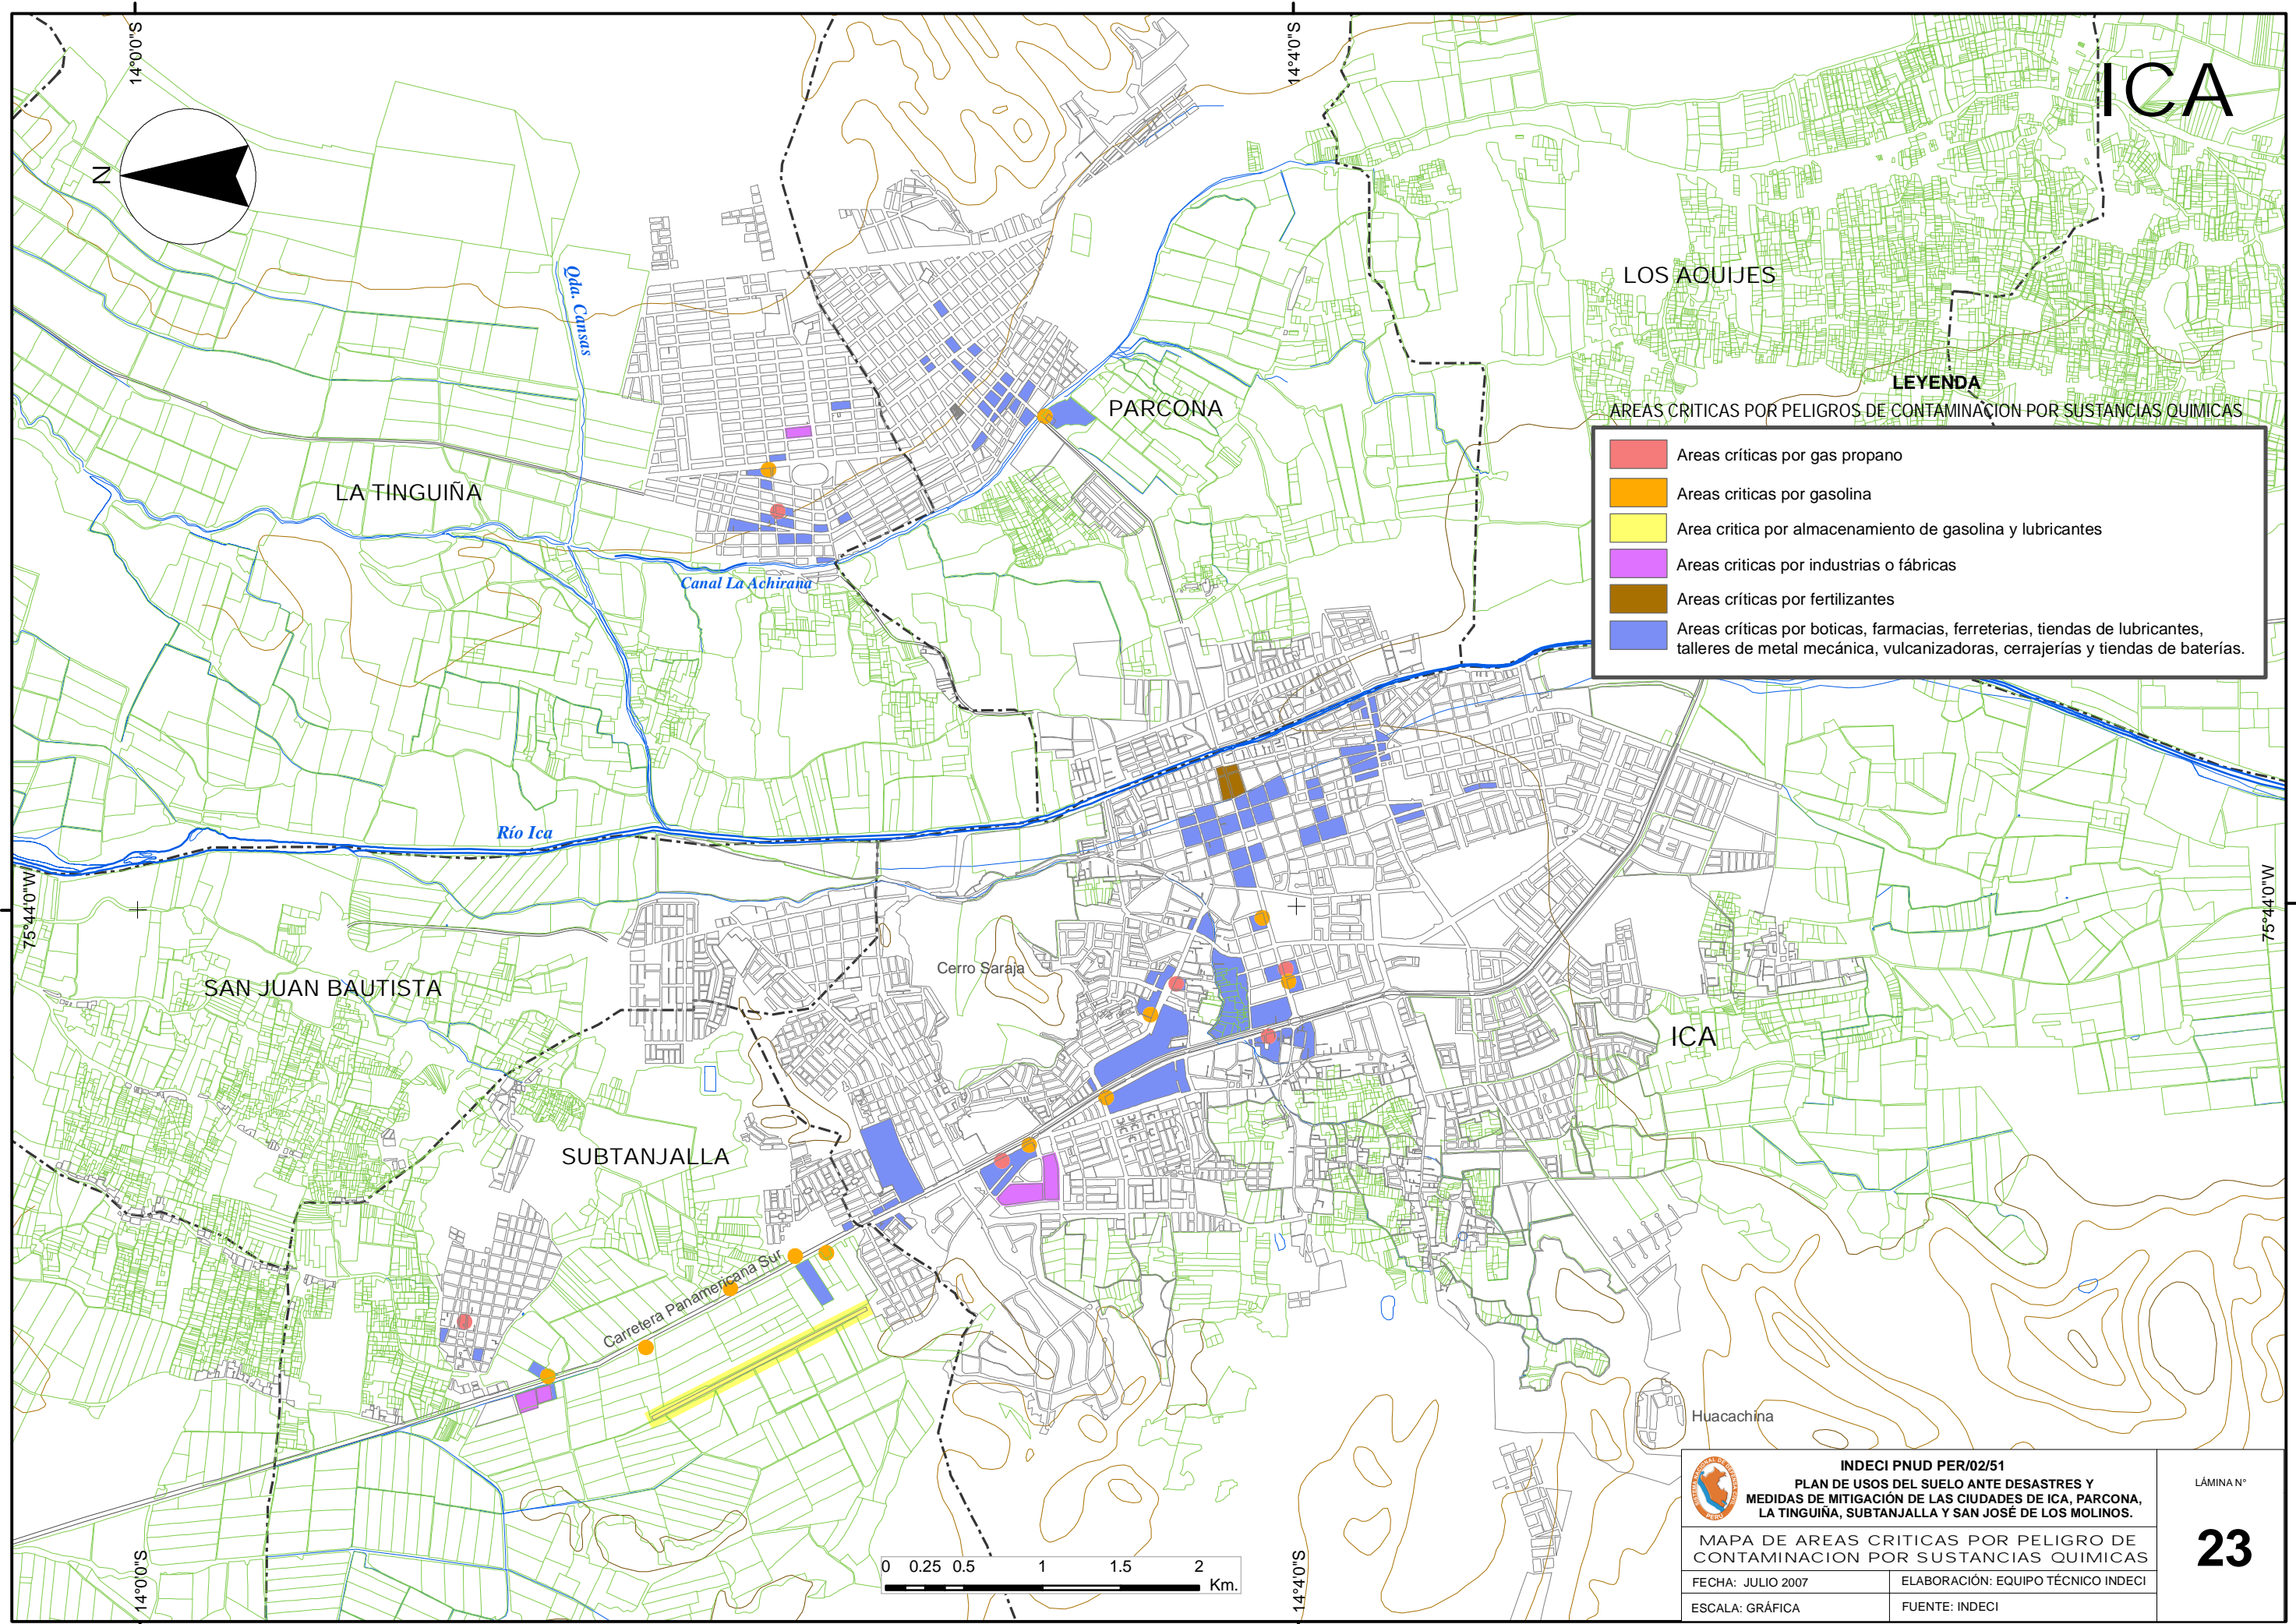 14°0'0"S
14°4'0"S
ICA
N
Qda. Cansas
LOS AQUIJES
PARCONA
LA TINGUIÑA
Canal La Achirana
LEYENDA
AREAS CRITICAS POR PELIGROS DE CONTAMINACION POR SUSTANCIAS QUIMICAS
Areas críticas por gas propano
Areas criticas por gasolina
Area critica por almacenamiento de gasolina y lubricantes
Areas criticas por industrias o fábricas
Areas críticas por fertilizantes
Areas críticas por boticas, farmacias, ferreterias, tiendas de lubricantes,
talleres de metal mecánica, vulcanizadoras, cerrajerías y tiendas de baterías.
Río Ica
75°44'0"W
75°44'0"W
Cerro Saraja
SAN JUAN BAUTISTA
ICA
SUBTANJALLA
Carretera Panamericana Sur
Huacachina
14°0'0"S
0 0.25 0.5 1 1.5 2
Km.
14°4'0"S
INDECI PNUD PER/02/51
PLAN DE USOS DEL SUELO ANTE DESASTRES Y
MEDIDAS DE MITIGACIÓN DE LAS CIUDADES DE ICA, PARCONA,
LA TINGUIÑA, SUBTANJALLA Y SAN JOSÉ DE LOS MOLINOS.
MAPA DE AREAS CRITICAS POR PELIGRO DE
CONTAMINACION POR SUSTANCIAS QUIMICAS
FECHA: JULIO 2007
ELABORACIÓN: EQUIPO TÉCNICO INDECI
ESCALA: GRÁFICA
FUENTE: INDECI
LÁMINA N°
23